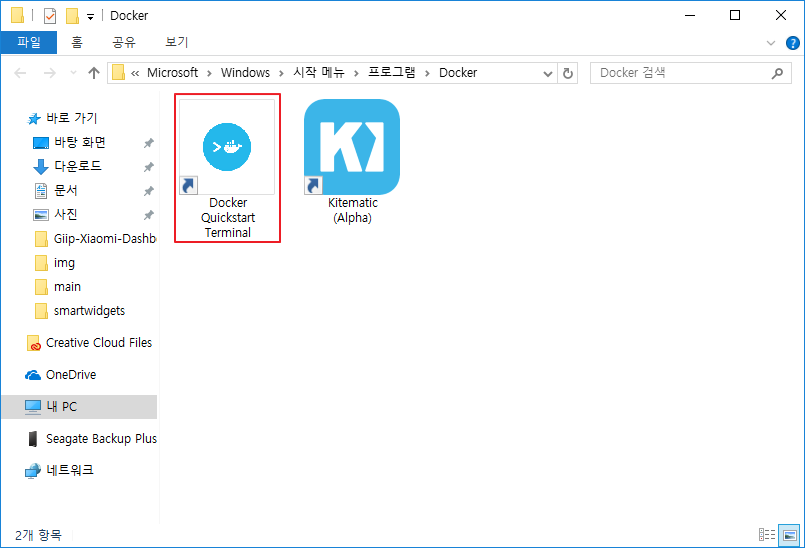 Docker
파일 홈 공유 보기
« Microsoft > Windows > 시작 메뉴 > 프로그램 > Docker
Docker 검색
바로 가기
바탕 화면
다운로드
문서
사진
Giip-Xiaomi-Dashb
img
main
smartwidgets
Creative Cloud Files
OneDrive
내 PC
Seagate Backup Plus
네트워크
Docker
Quickstart
Terminal
KI
Kitematic
(Alpha)
2개 항목